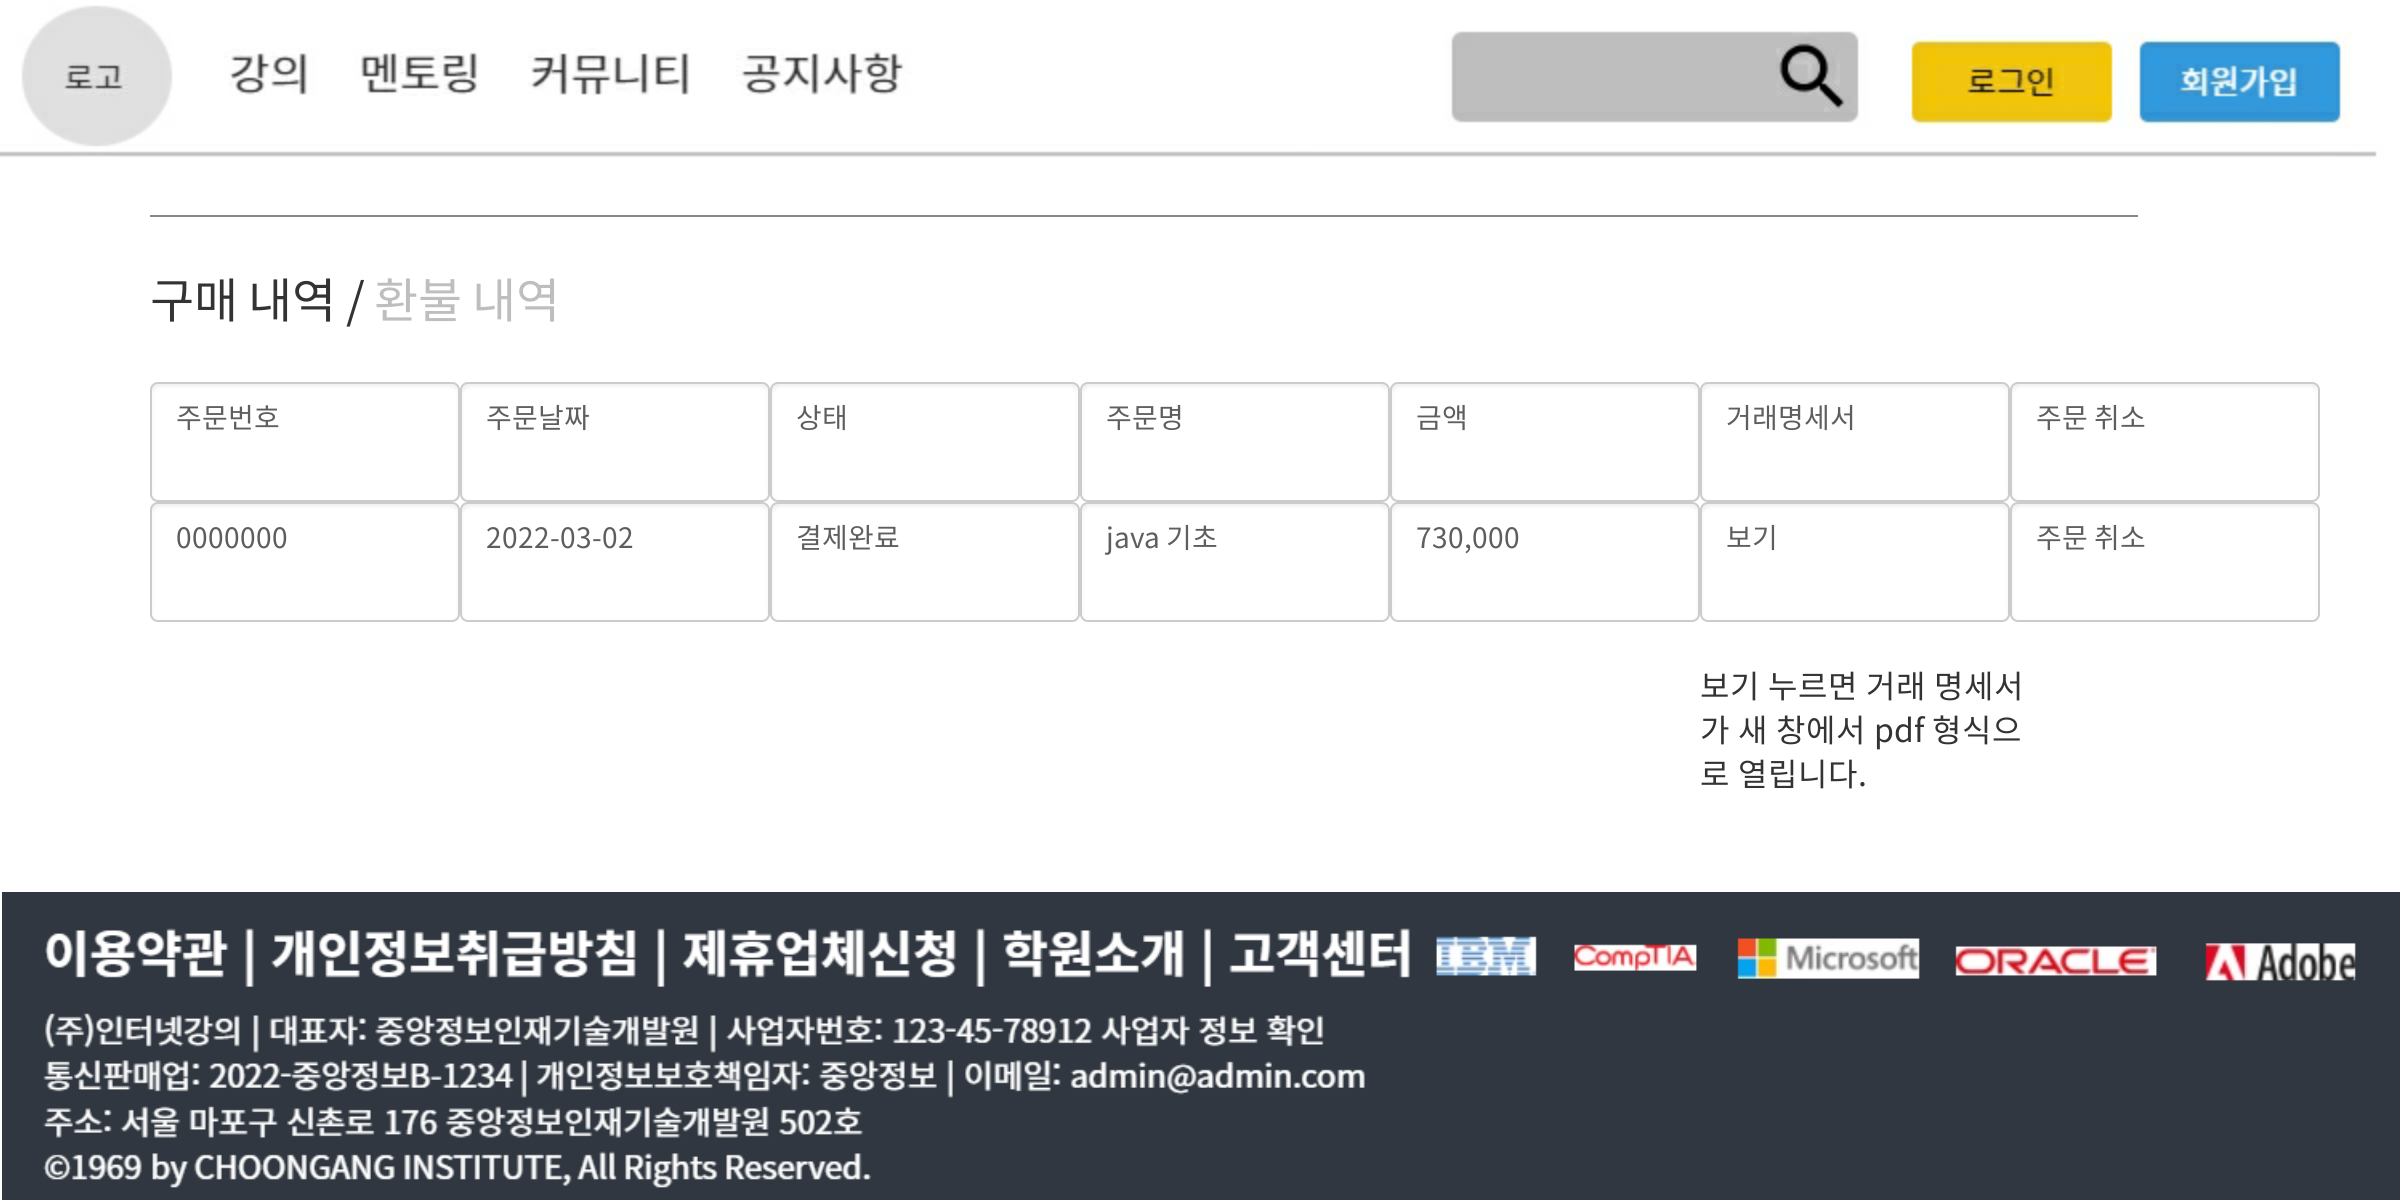 로고 강의 멘토링 커뮤니티 공지사항 로그인 회원가입
구매 내역 / 환불 내역
주문번호 주문날짜 상태 주문명 금액 거래명세서 주문 취소
0000000 2022-03-02 결제완료 java 기초 730,000 보기 주문 취소
보기 누르면 거래 명세서
가 새 창에서 pdf 형식으
로 열립니다.
이용약관 | 개인정보취급방침 | 제휴업체신청 | 학원소개 | 고객센터 IBM CompTIA Microsoft ORACLE Adobe
(주)인터넷강의 | 대표자: 중앙정보인재기술개발원 | 사업자번호: 123-45-78912 사업자 정보 확인
통신판매업: 2022-중앙정보B-1234 | 개인정보보호책임자: 중앙정보 | 이메일: admin@admin.com
주소: 서울 마포구 신촌로 176 중앙정보인재기술개발원 502호
©1969 by CHOONGANG INSTITUTE, All Rights Reserved.